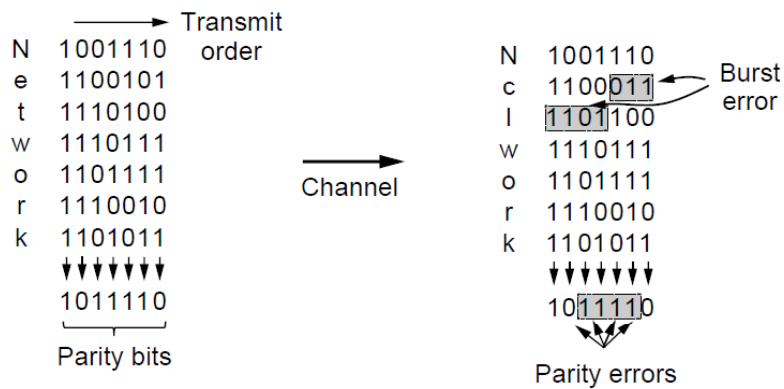 Transmit
order
N 1001110
e 1100101
t 1110100
w 1110111
o 1101111
r 1110010
k 1101011
1011110
Parity bits
Channel
N 1001110
c 1100011
l 1101100
w 1110111
o 1101111
r 1110010
k 1101011
1011110
Parity errors
Burst
error